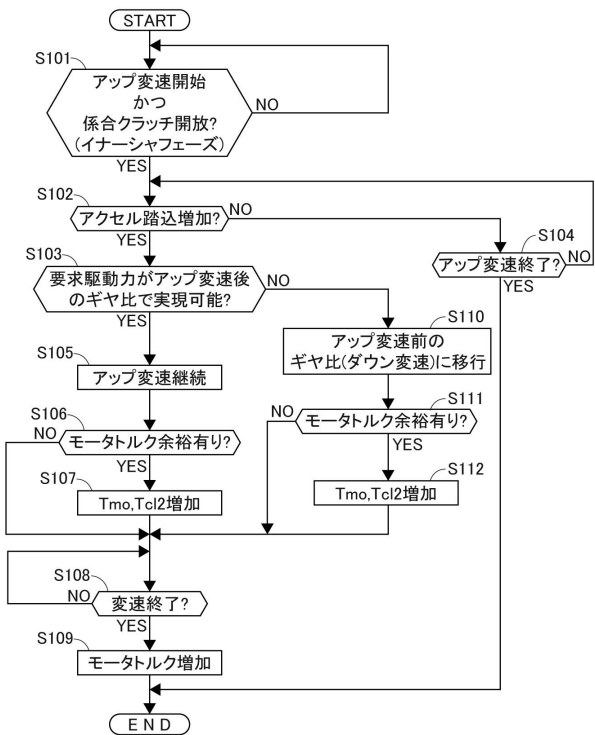 START
S101
アップ変速開始
かつ
係合クラッチ開放?
(イナーシャフェーズ)
NO
YES
S102
アクセル踏込増加?
NO
YES
S103
要求駆動力がアップ変速後
のギヤ比で実現可能?
NO
YES
S104
アップ変速終了?
NO
YES
S105
アップ変速継続
S110
アップ変速前の
ギヤ比(ダウン変速)に移行
S106
モータトルク余裕有り?
NO
YES
S111
モータトルク余裕有り?
NO
YES
S107
Tmo,Tcl2増加
S112
Tmo,Tcl2増加
S108
変速終了?
NO
YES
S109
モータトルク増加
END